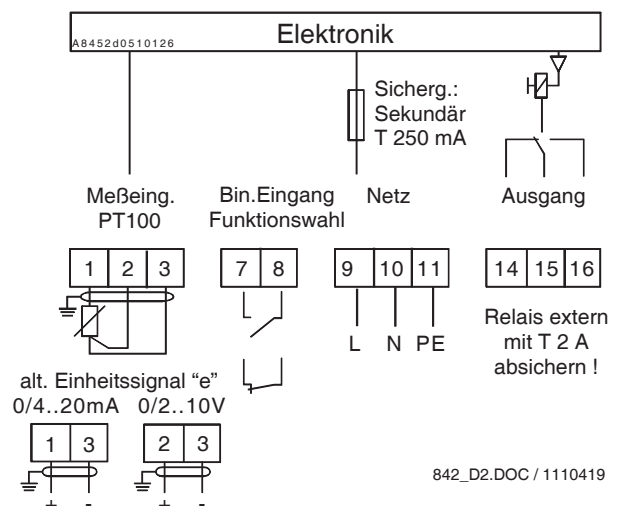 Elektronik
A8452d0510126
Sicherg.:
Sekundär
T 250 mA
Meßeing.
PT100
Bin.Eingang
Funktionswahl
Netz
Ausgang
1 2 3
7 8
9 10 11
14 15 16
L N PE
Relais extern
mit T 2 A
absichern !
alt. Einheitssignal “e”
0/4..20mA 0/2..10V
1 3
2 3
+ -
+ -
842_D2.DOC / 1110419